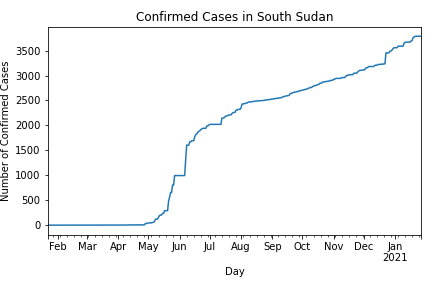 Confirmed Cases in South Sudan
Number of Confirmed Cases
3500
3000
2500
2000
1500
1000
500
0
Feb Mar Apr May Jun Jul Aug Sep Oct Nov Dec Jan
2021
Day